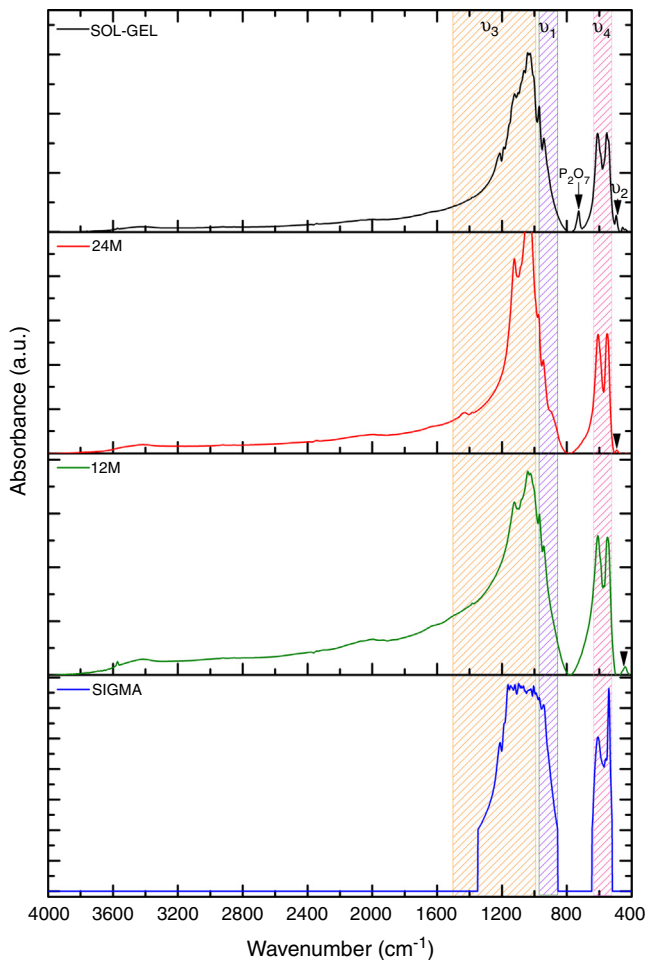 SOL-GEL
υ₃
υ₁
υ₄
P₂O₇
υ₂
24M
12M
SIGMA
Absorbance (a.u.)
4000 3600 3200 2800 2400 2000 1600 1200 800 400
Wavenumber (cm⁻¹)